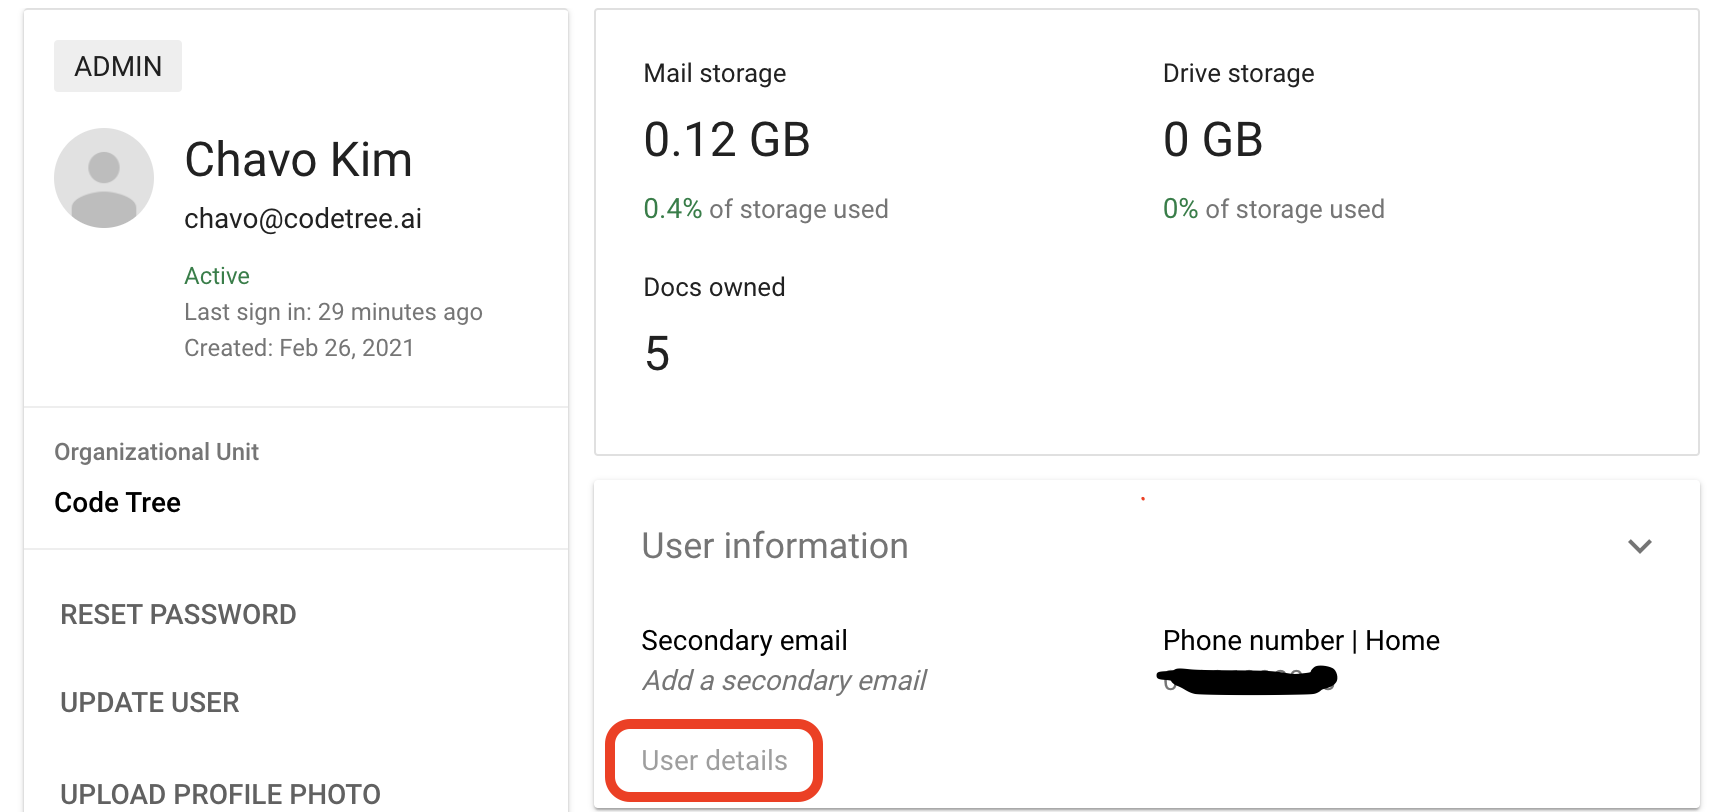 ADMIN
Chavo Kim
chavo@codetree.ai
Active
Last sign in: 29 minutes ago
Created: Feb 26, 2021
Organizational Unit
Code Tree
RESET PASSWORD
UPDATE USER
UPLOAD PROFILE PHOTO
Mail storage
0.12 GB
0.4% of storage used
Drive storage
0 GB
0% of storage used
Docs owned
5
User information
Secondary email
Add a secondary email
Phone number | Home
User details